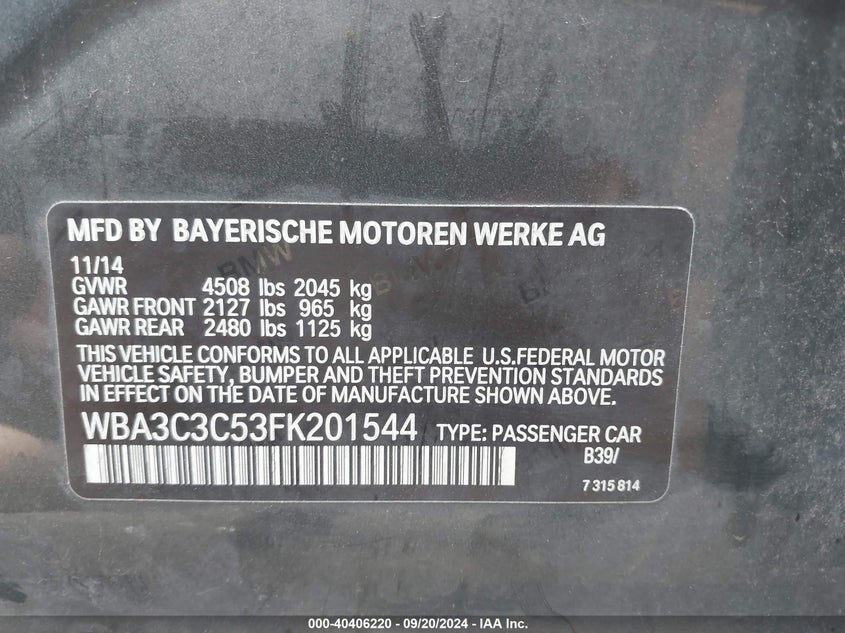 MFD BY BAYERISCHE MOTOREN WERKE AG
11/14
GVWR 4508 lbs 2045 kg
GAWR FRONT 2127 lbs 965 kg
GAWR REAR 2480 lbs 1125 kg
THIS VEHICLE CONFORMS TO ALL APPLICABLE U.S.FEDERAL MOTOR
VEHICLE SAFETY, BUMPER AND THEFT PREVENTION STANDARDS
IN EFFECT ON THE DATE OF MANUFACTURE SHOWN ABOVE.
WBA3C3C53FK201544 TYPE: PASSENGER CAR
B39/
7 315 814
BMW
000-40406220 - 09/20/2024 - IAA Inc.